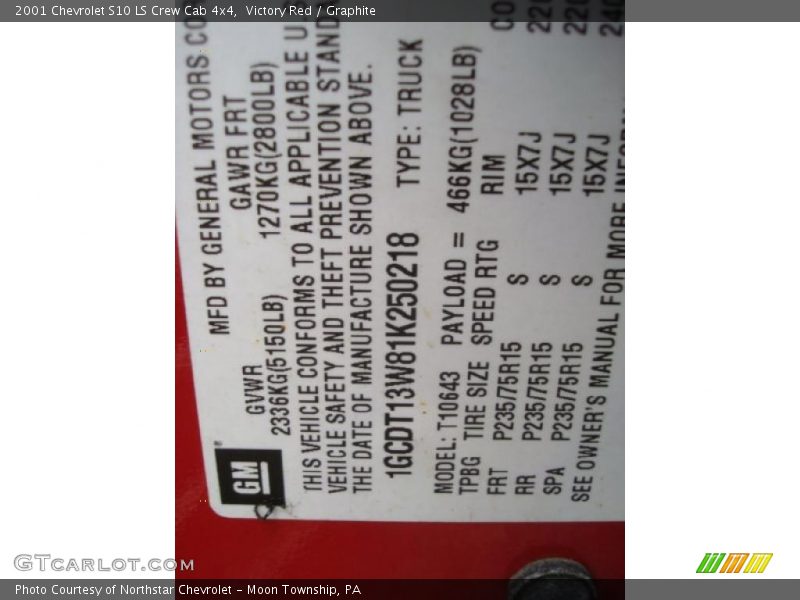 2001 Chevrolet S10 LS Crew Cab 4x4, Victory Red / Graphite
GM
MFD BY GENERAL MOTORS
GVWR GAWR FRT
2336KG(5150LB) 1270KG(2800LB)
THIS VEHICLE CONFORMS TO ALL APPLICABLE
VEHICLE SAFETY AND THEFT PREVENTION
THE DATE OF MANUFACTURE SHOWN ABOVE.
1GCDT13W81K250218 TYPE: TRUCK
MODEL: T10643 PAYLOAD = 466KG(1028LB)
TPBG TIRE SIZE SPEED RTG RIM
FRT P235/75R15 S 15X7J
RR P235/75R15 S 15X7J
SPA P235/75R15 S 15X7J
SEE OWNER'S MANUAL FOR MORE
GTCARLOT.COM
Photo Courtesy of Northstar Chevrolet - Moon Township, PA